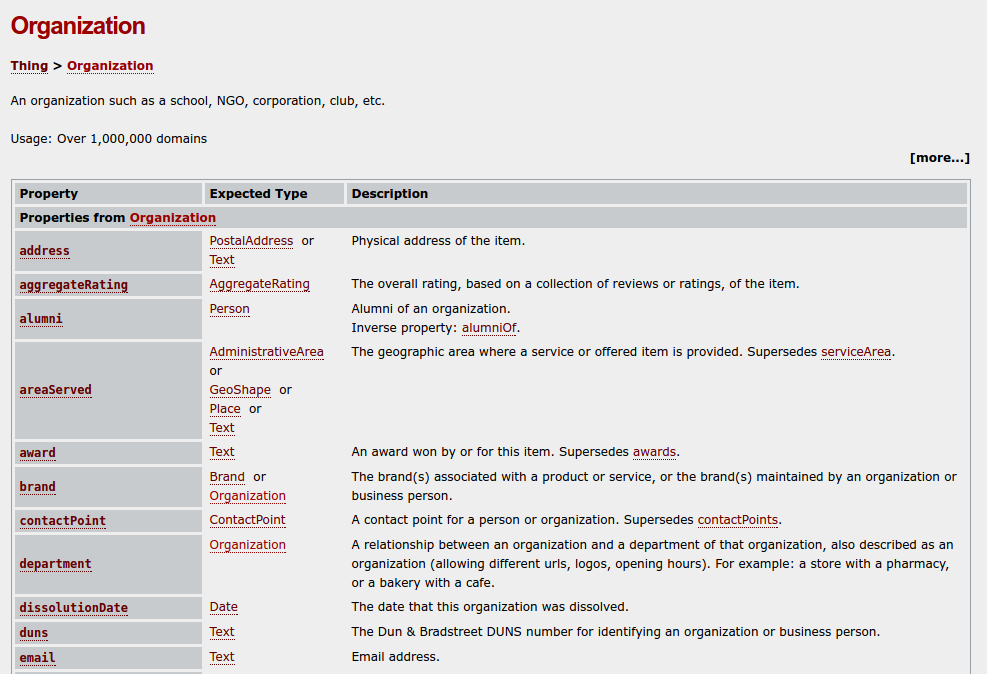 Organization
Thing > Organization
An organization such as a school, NGO, corporation, club, etc.
Usage: Over 1,000,000 domains
[more...]
Property Expected Type Description
Properties from Organization
address PostalAddress or Physical address of the item.
Text
aggregateRating AggregateRating The overall rating, based on a collection of reviews or ratings, of the item.
alumni Person Alumni of an organization.
Inverse property: alumniOf.
areaServed AdministrativeArea The geographic area where a service or offered item is provided. Supersedes serviceArea.
or
GeoShape or
Place or
Text
award Text An award won by or for this item. Supersedes awards.
brand Brand or The brand(s) associated with a product or service, or the brand(s) maintained by an organization or
Organization business person.
contactPoint ContactPoint A contact point for a person or organization. Supersedes contactPoints.
department Organization A relationship between an organization and a department of that organization, also described as an
organization (allowing different urls, logos, opening hours). For example: a store with a pharmacy,
or a bakery with a cafe.
dissolutionDate Date The date that this organization was dissolved.
duns Text The Dun & Bradstreet DUNS number for identifying an organization or business person.
email Text Email address.